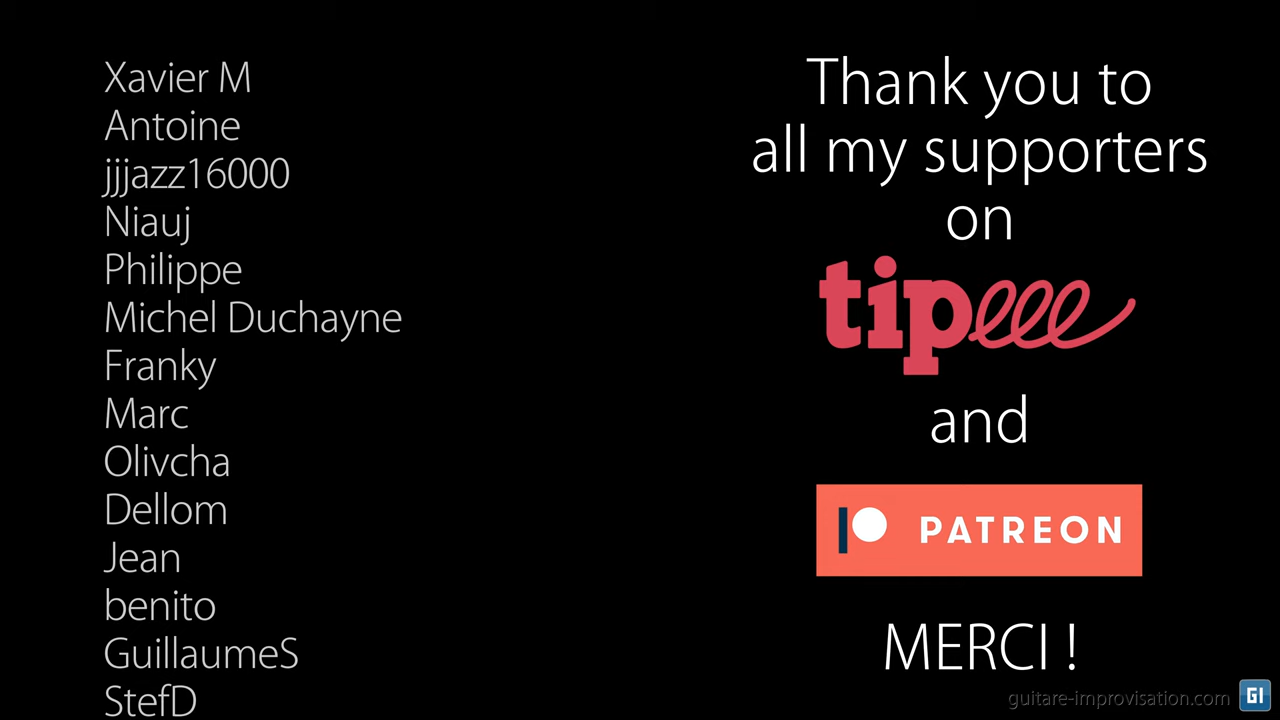 Xavier M
Antoine
jjjazz16000
Niauj
Philippe
Michel Duchayne
Franky
Marc
Olivcha
Dellom
Jean
benito
GuillaumeS
StefD
Thank you to
all my supporters
on
tipeee
and
PATREON
MERCI !
guitare-improvisation.com GI